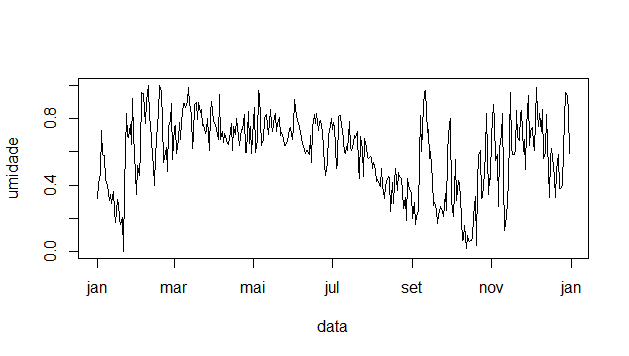 umidade
0.8
0.4
0.0
jan mar mai jul set nov jan
data